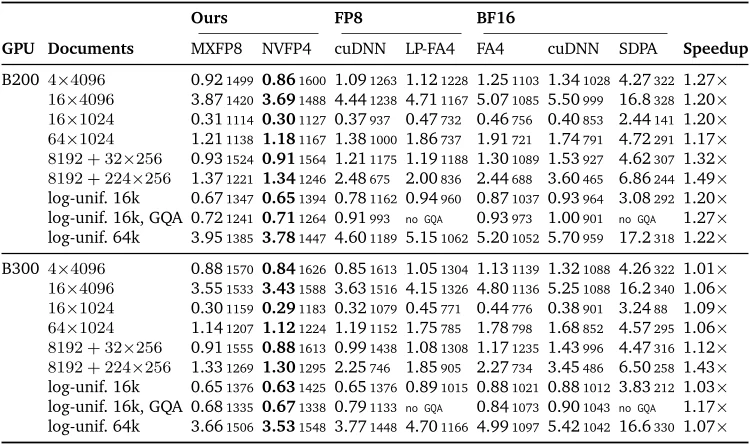 Ours FP8 BF16
GPU Documents MXFP8 NVFP4 cuDNN LP-FA4 FA4 cuDNN SDPA Speedup
B200 4×4096 0.92 1499 0.86 1600 1.09 1263 1.12 1228 1.25 1103 1.34 1028 4.27 322 1.27×
16×4096 3.87 1420 3.69 1488 4.44 1238 4.71 1167 5.07 1085 5.50 999 16.8 328 1.20×
16×1024 0.31 1114 0.30 1127 0.37 937 0.47 732 0.46 756 0.40 853 2.44 141 1.20×
64×1024 1.21 1138 1.18 1167 1.38 1000 1.86 737 1.91 721 1.74 791 4.72 291 1.17×
8192 + 32×256 0.93 1524 0.91 1564 1.21 1175 1.19 1188 1.30 1089 1.53 927 4.62 307 1.32×
8192 + 224×256 1.37 1221 1.34 1246 2.48 675 2.00 836 2.44 688 3.60 465 6.86 244 1.49×
log-unif. 16k 0.67 1347 0.65 1394 0.78 1162 0.94 960 0.87 1037 0.93 964 3.08 292 1.20×
log-unif. 16k, GQA 0.72 1241 0.71 1264 0.91 993 no GQA 0.93 973 1.00 901 no GQA 1.27×
log-unif. 64k 3.95 1385 3.78 1447 4.60 1189 5.15 1062 5.20 1052 5.70 959 17.2 318 1.22×
B300 4×4096 0.88 1570 0.84 1626 0.85 1613 1.05 1304 1.13 1139 1.32 1088 4.26 322 1.01×
16×4096 3.55 1533 3.43 1588 3.63 1516 4.15 1326 4.80 1136 5.25 1088 16.2 340 1.06×
16×1024 0.30 1159 0.29 1183 0.32 1079 0.45 771 0.44 776 0.38 901 3.24 88 1.09×
64×1024 1.14 1207 1.12 1224 1.19 1152 1.75 785 1.78 798 1.68 852 4.57 295 1.06×
8192 + 32×256 0.91 1555 0.88 1613 0.99 1438 1.08 1308 1.17 1235 1.43 996 4.47 316 1.12×
8192 + 224×256 1.33 1269 1.30 1295 2.25 746 1.85 905 2.27 734 3.45 486 6.50 258 1.43×
log-unif. 16k 0.65 1376 0.63 1425 0.65 1376 0.89 1015 0.88 1021 0.88 1012 3.83 212 1.03×
log-unif. 16k, GQA 0.68 1335 0.67 1338 0.79 1133 no GQA 0.84 1073 0.90 1043 no GQA 1.17×
log-unif. 64k 3.66 1506 3.53 1548 3.77 1448 4.70 1166 4.99 1097 5.42 1042 16.6 330 1.07×